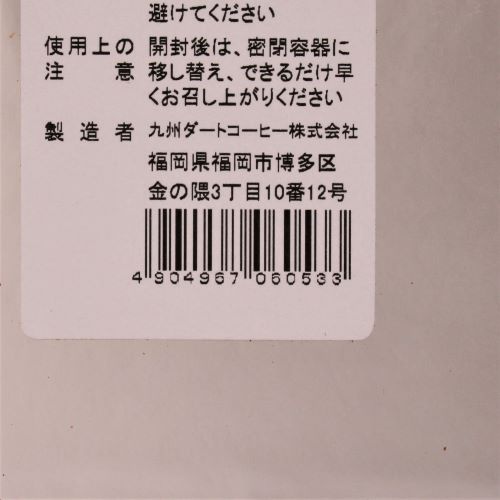 避けてください
使用上の 開封後は、密閉容器に
注意 移し替え、できるだけ早
くお召し上がりください
製造者 九州ダートコーヒー株式会社
福岡県福岡市博多区
金の隈3丁目10番12号
4904967060533